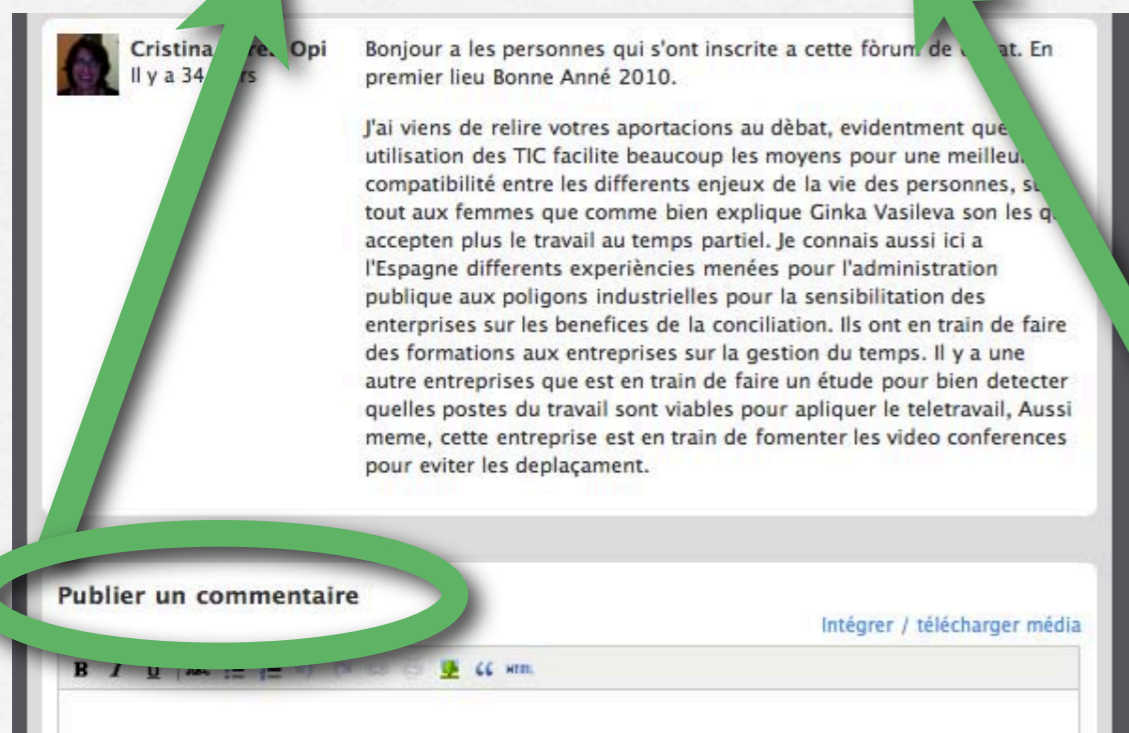 Cristina Opi
Il y a 34
Bonjour a les personnes qui s'ont inscrite a cette fòrum de En
premier lieu Bonne Anné 2010.
J'ai viens de relire votres aportacions au dèbat, evidentment que
utilisation des TIC facilite beaucoup les moyens pour une
compatibilité entre les differents enjeux de la vie des personnes,
tout aux femmes que comme bien explique Ginka Vasileva son les
accepten plus le travail au temps partiel. Je connais aussi ici a
l'Espagne differents experiències menées pour l'administration
publique aux poligons industrielles pour la sensibilitation des
enterprises sur les benefices de la conciliation. Ils ont en train de faire
des formations aux entreprises sur la gestion du temps. Il y a une
autre entreprises que est en train de faire un étude pour bien detecter
quelles postes du travail sont viables pour apliquer le teletravail, Aussi
meme, cette entreprise est en train de fomenter les video conferences
pour eviter les deplaçament.
Publier un commentaire
Intégrer / télécharger média
B I U HTML